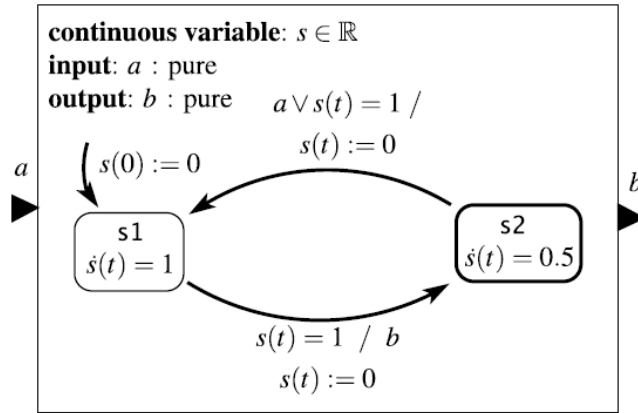 continuous variable: s ∈ ℝ
input: a : pure
output: b : pure
a ∨ s(t) = 1 /
s(t) := 0
s(0) := 0
a
b
s1
ṡ(t) = 1
s2
ṡ(t) = 0.5
s(t) = 1 / b
s(t) := 0